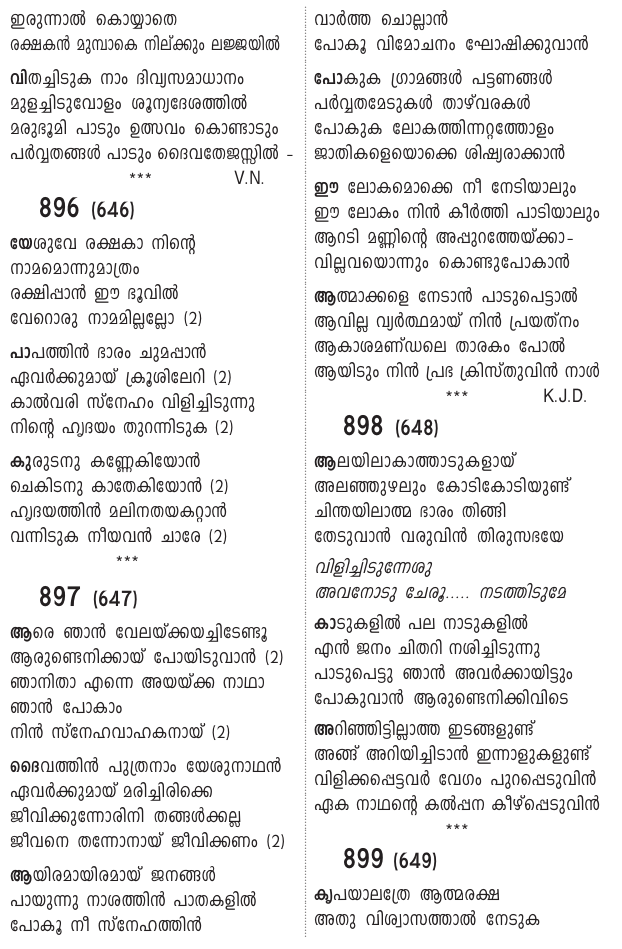 ഇരുന്നാൽ കൊയ്യാതെ
രക്ഷകൻ മുമ്പാകെ നില്ക്കും ലജ്ജയിൽ
വിതച്ചിടുക നാം ദിവ്യസമാധാനം
മുളച്ചിടുവോളം ശൂന്യദേശത്തിൽ
മരുഭൂമി പാടും ഉത്സവം കൊണ്ടാടും
പർവ്വതങ്ങൾ പാടും ദൈവതേജസ്സിൽ -
*** V.N.
896 (646)
യേശുവേ രക്ഷകാ നിന്റെ
നാമമൊന്നുമാത്രം
രക്ഷിപ്പാൻ ഈ ഭൂവിൽ
വേറൊരു നാമമില്ലല്ലോ (2)
പാപത്തിൻ ഭാരം ചുമപ്പാൻ
ഏവർക്കുമായ് ക്രൂശിലേറി (2)
കാൽവരി സ്നേഹം വിളിച്ചിടുന്നു
നിന്റെ ഹൃദയം തുറന്നിടുക (2)
കുരുടനു കണ്ണേകിയോൻ
ചെകിടനു കാതേകിയോൻ (2)
ഹൃദയത്തിൻ മലിനതയകറ്റാൻ
വന്നിടുക നീയവൻ ചാരേ (2)
***
897 (647)
ആരെ ഞാൻ വേലയ്ക്കയച്ചിടേണ്ടൂ
ആരുണ്ടെനിക്കായ് പോയിടുവാൻ (2)
ഞാനിതാ എന്നെ അയയ്ക്ക നാഥാ
ഞാൻ പോകാം
നിൻ സ്നേഹവാഹകനായ് (2)
ദൈവത്തിൻ പുത്രനാം യേശുനാഥൻ
ഏവർക്കുമായ് മരിച്ചിരിക്കെ
ജീവിക്കുന്നോരിനി തങ്ങൾക്കല്ല
ജീവനെ തന്നോനായ് ജീവിക്കണം (2)
ആയിരമായിരമായ് ജനങ്ങൾ
പായുന്നു നാശത്തിൻ പാതകളിൽ
പോകൂ നീ സ്നേഹത്തിൻ
വാർത്ത ചൊല്ലാൻ
പോകൂ വിമോചനം ഘോഷിക്കുവാൻ
പോകുക ഗ്രാമങ്ങൾ പട്ടണങ്ങൾ
പർവ്വതമേടുകൾ താഴ്‌വരകൾ
പോകുക ലോകത്തിന്നറ്റത്തോളം
ജാതികളെയൊക്കെ ശിഷ്യരാക്കാൻ
ഈ ലോകമൊക്കെ നീ നേടിയാലും
ഈ ലോകം നിൻ കീർത്തി പാടിയാലും
ആറടി മണ്ണിന്റെ അപ്പുറത്തേയ്ക്കാ-
വില്ലവയൊന്നും കൊണ്ടുപോകാൻ
ആത്മാക്കളെ നേടാൻ പാടുപെട്ടാൽ
ആവില്ല വ്യർത്ഥമായ് നിൻ പ്രയത്നം
ആകാശമണ്ഡലെ താരകം പോൽ
ആയിടും നിൻ പ്രഭ ക്രിസ്തുവിൻ നാൾ
*** K.J.D.
898 (648)
ആലയിലാകാത്താടുകളായ്
അലഞ്ഞുഴലും കോടികോടിയുണ്ട്
ചിന്തയിലാത്മ ഭാരം തിങ്ങി
തേടുവാൻ വരുവിൻ തിരുസഭയേ
വിളിച്ചിടുന്നേശു
അവനോടു ചേരൂ..... നടത്തിടുമേ
കാടുകളിൽ പല നാടുകളിൽ
എൻ ജനം ചിതറി നശിച്ചിടുന്നു
പാടുപെട്ടു ഞാൻ അവർക്കായിട്ടും
പോകുവാൻ ആരുണ്ടെനിക്കിവിടെ
അറിഞ്ഞിട്ടില്ലാത്ത ഇടങ്ങളുണ്ട്
അങ്ങ് അറിയിച്ചിടാൻ ഇന്നാളുകളുണ്ട്
വിളിക്കപ്പെട്ടവർ വേഗം പുറപ്പെടുവിൻ
ഏക നാഥന്റെ കൽപ്പന കീഴ്പ്പെടുവിൻ
***
899 (649)
കൃപയാലത്രേ ആത്മരക്ഷ
അതു വിശ്വാസത്താൽ നേടുക